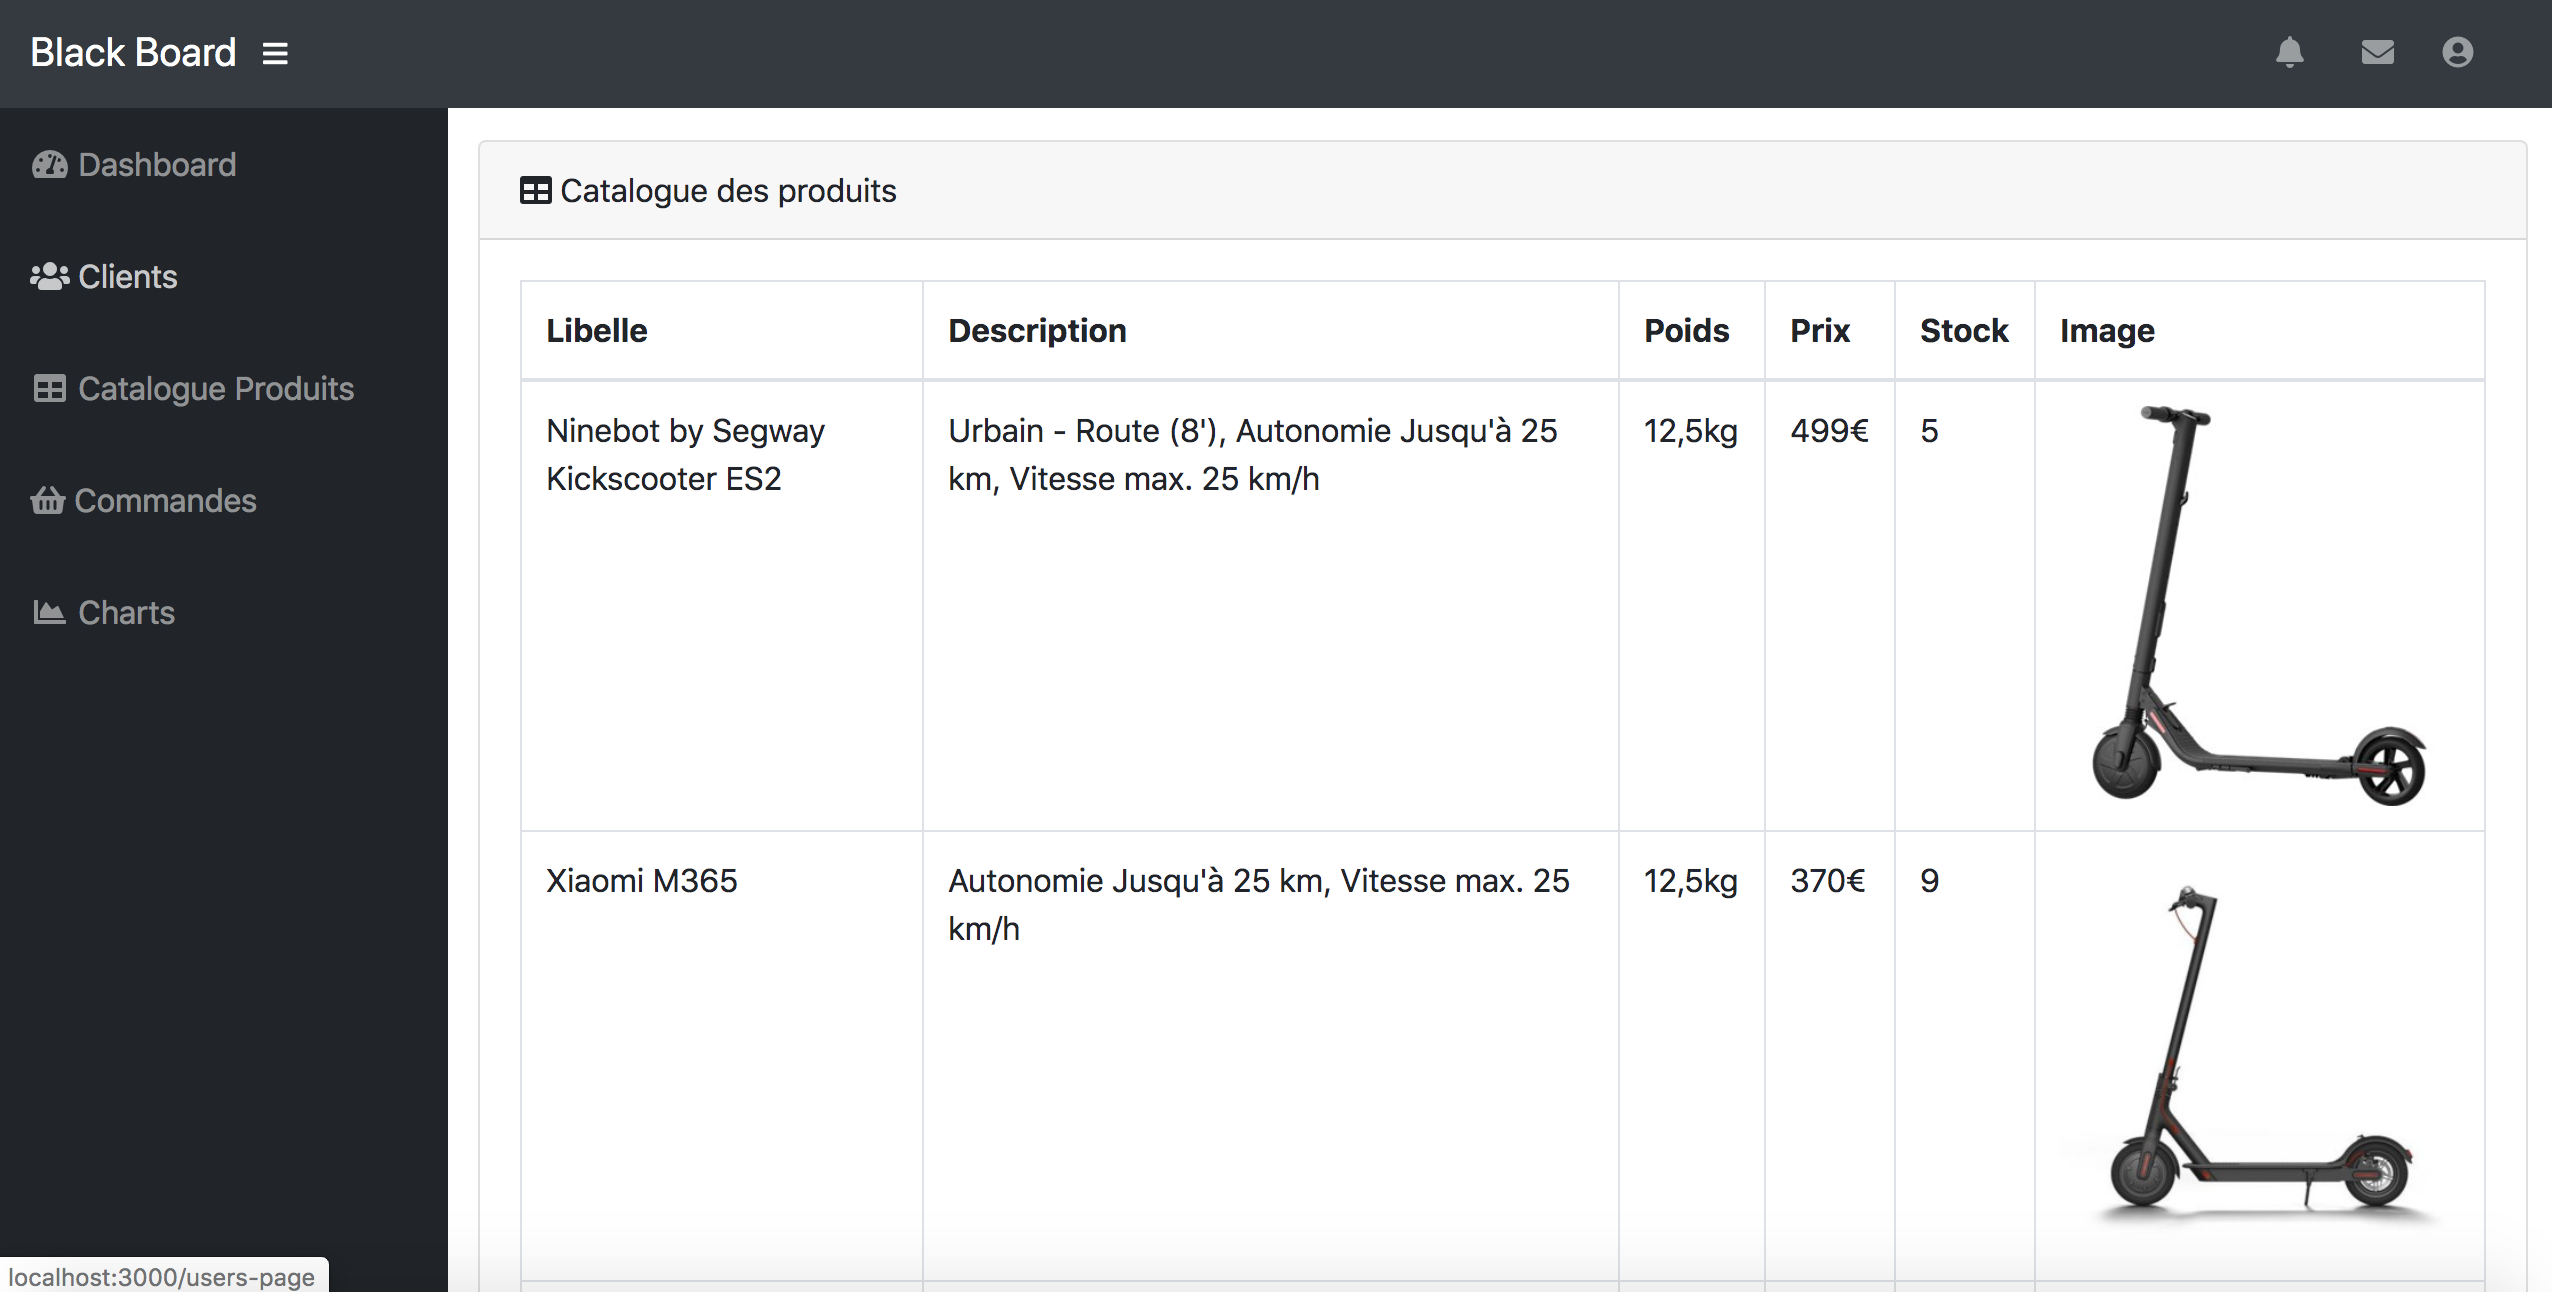 Black Board
Dashboard
Clients
Catalogue Produits
Commandes
Charts
Catalogue des produits
Libelle Description Poids Prix Stock Image
Ninebot by Segway
Kickscooter ES2
Urbain - Route (8'), Autonomie Jusqu'à 25
km, Vitesse max. 25 km/h
12,5kg
499€
5
Xiaomi M365
Autonomie Jusqu'à 25 km, Vitesse max. 25
km/h
12,5kg
370€
9
localhost:3000/users-page